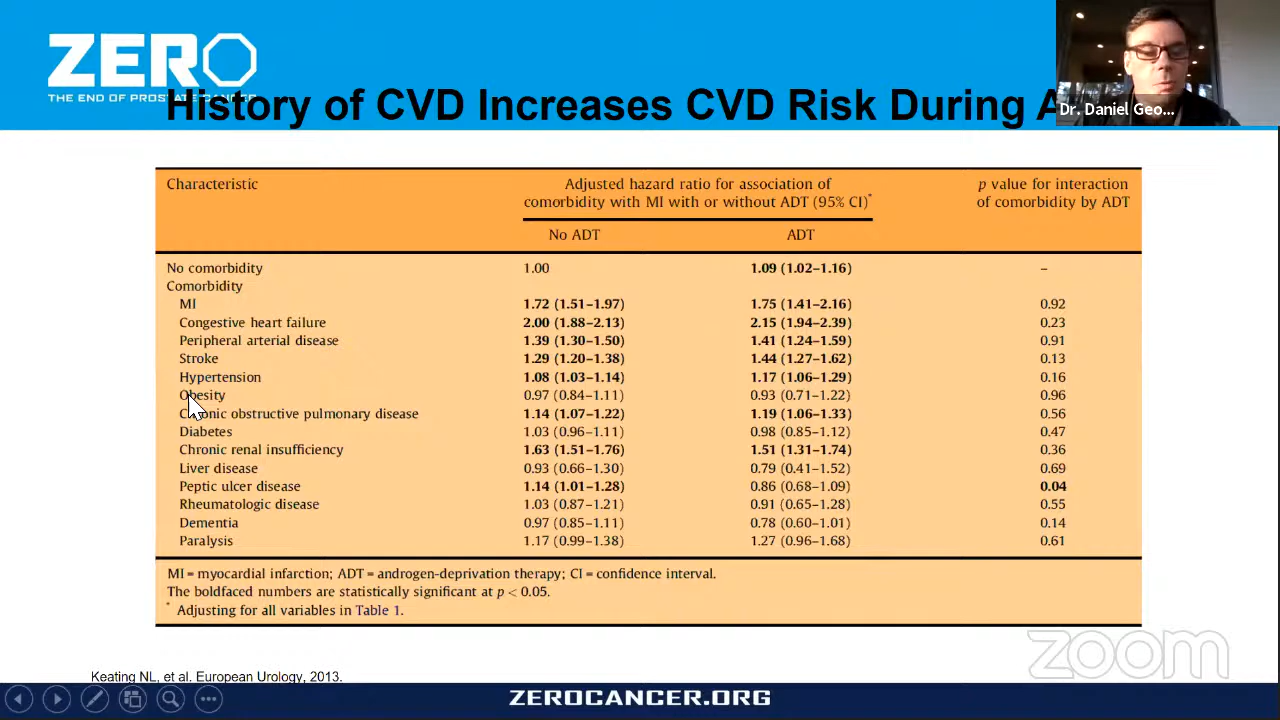 ZERO
THE END OF PROSTATE CANCER
History of CVD Increases CVD Risk During A
Dr. Daniel Geo...
Characteristic Adjusted hazard ratio for association of p value for interaction
comorbidity with MI with or without ADT (95% CI)* of comorbidity by ADT
No ADT ADT
No comorbidity 1.00 1.09 (1.02–1.16) –
Comorbidity
MI 1.72 (1.51–1.97) 1.75 (1.41–2.16) 0.92
Congestive heart failure 2.00 (1.88–2.13) 2.15 (1.94–2.39) 0.23
Peripheral arterial disease 1.39 (1.30–1.50) 1.41 (1.24–1.59) 0.91
Stroke 1.29 (1.20–1.38) 1.44 (1.27–1.62) 0.13
Hypertension 1.08 (1.03–1.14) 1.17 (1.06–1.29) 0.16
Obesity 0.97 (0.84–1.11) 0.93 (0.71–1.22) 0.96
Chronic obstructive pulmonary disease 1.14 (1.07–1.22) 1.19 (1.06–1.33) 0.56
Diabetes 1.03 (0.96–1.11) 0.98 (0.85–1.12) 0.47
Chronic renal insufficiency 1.63 (1.51–1.76) 1.51 (1.31–1.74) 0.36
Liver disease 0.93 (0.66–1.30) 0.79 (0.41–1.52) 0.69
Peptic ulcer disease 1.14 (1.01–1.28) 0.86 (0.68–1.09) 0.04
Rheumatologic disease 1.03 (0.87–1.21) 0.91 (0.65–1.28) 0.55
Dementia 0.97 (0.85–1.11) 0.78 (0.60–1.01) 0.14
Paralysis 1.17 (0.99–1.38) 1.27 (0.96–1.68) 0.61
MI = myocardial infarction; ADT = androgen-deprivation therapy; CI = confidence interval.
The boldfaced numbers are statistically significant at p < 0.05.
* Adjusting for all variables in Table 1.
zoom
Keating NL, et al. European Urology, 2013.
ZEROCANCER.ORG